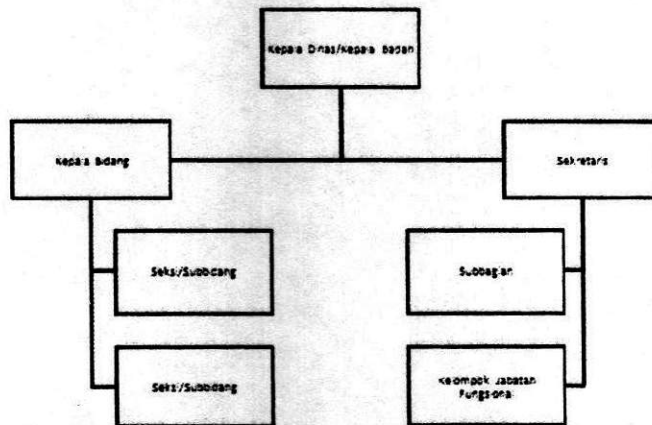 Kepala Dinas/Kepala Badan
Kepala Bidang
Sekretaris
Seksi/Subbidang
Subbagian
Seksi/Subbidang
Kelompok Jabatan
Fungsional